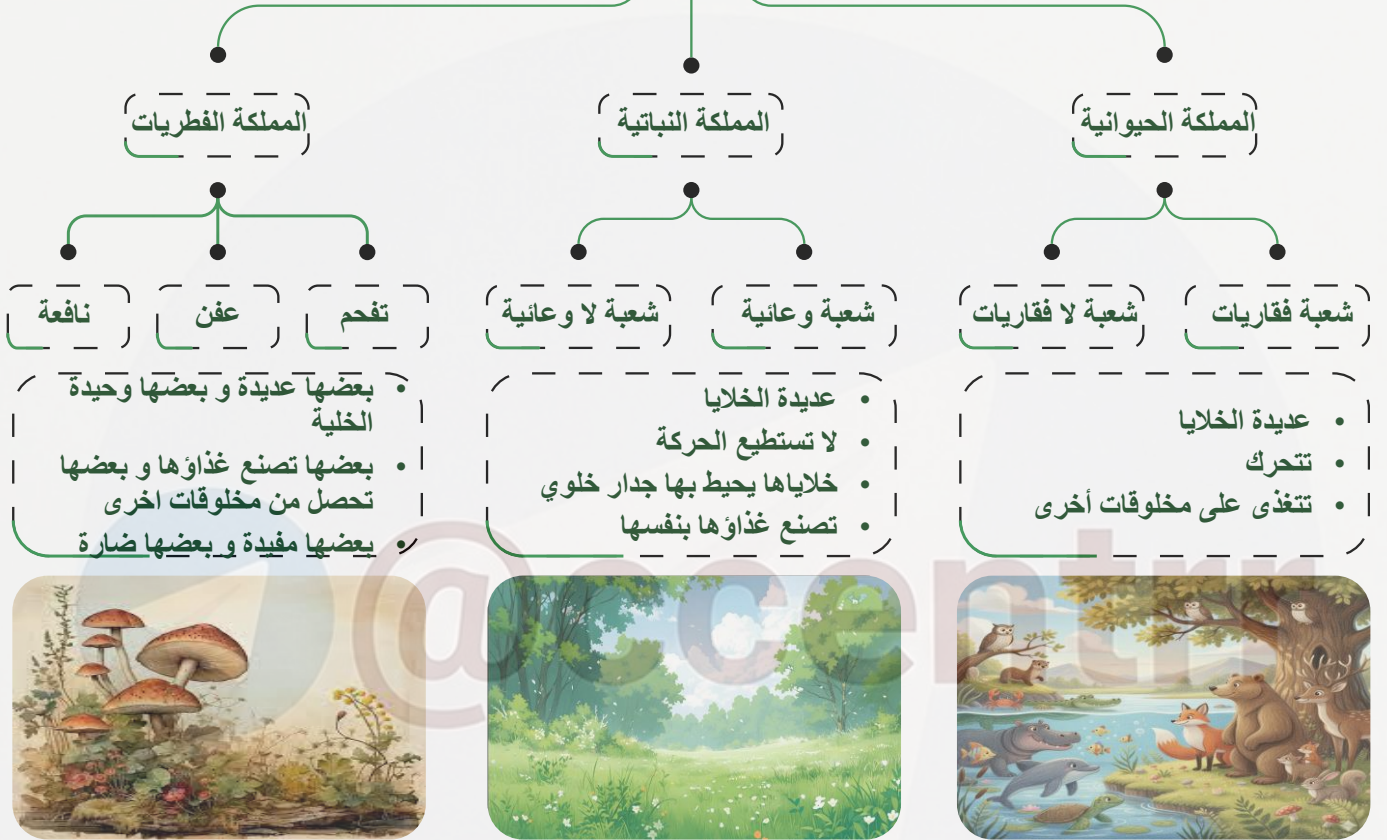 المملكة الحيوانية
المملكة النباتية
المملكة الفطريات
شعبة فقاريات
شعبة لا فقاريات
شعبة وعائية
شعبة لا وعائية
تفحم
عفن
نافعة
• عديدة الخلايا
• تتحرك
• تتغذى على مخلوقات أخرى
• عديدة الخلايا
• لا تستطيع الحركة
• خلاياها يحيط بها جدار خلوي
• تصنع غذاؤها بنفسها
• بعضها عديدة و بعضها وحيدة
الخلية
• بعضها تصنع غذاؤها و بعضها
تحصل من مخلوقات اخرى
• بعضها مفيدة و بعضها ضارة
@ccentrr